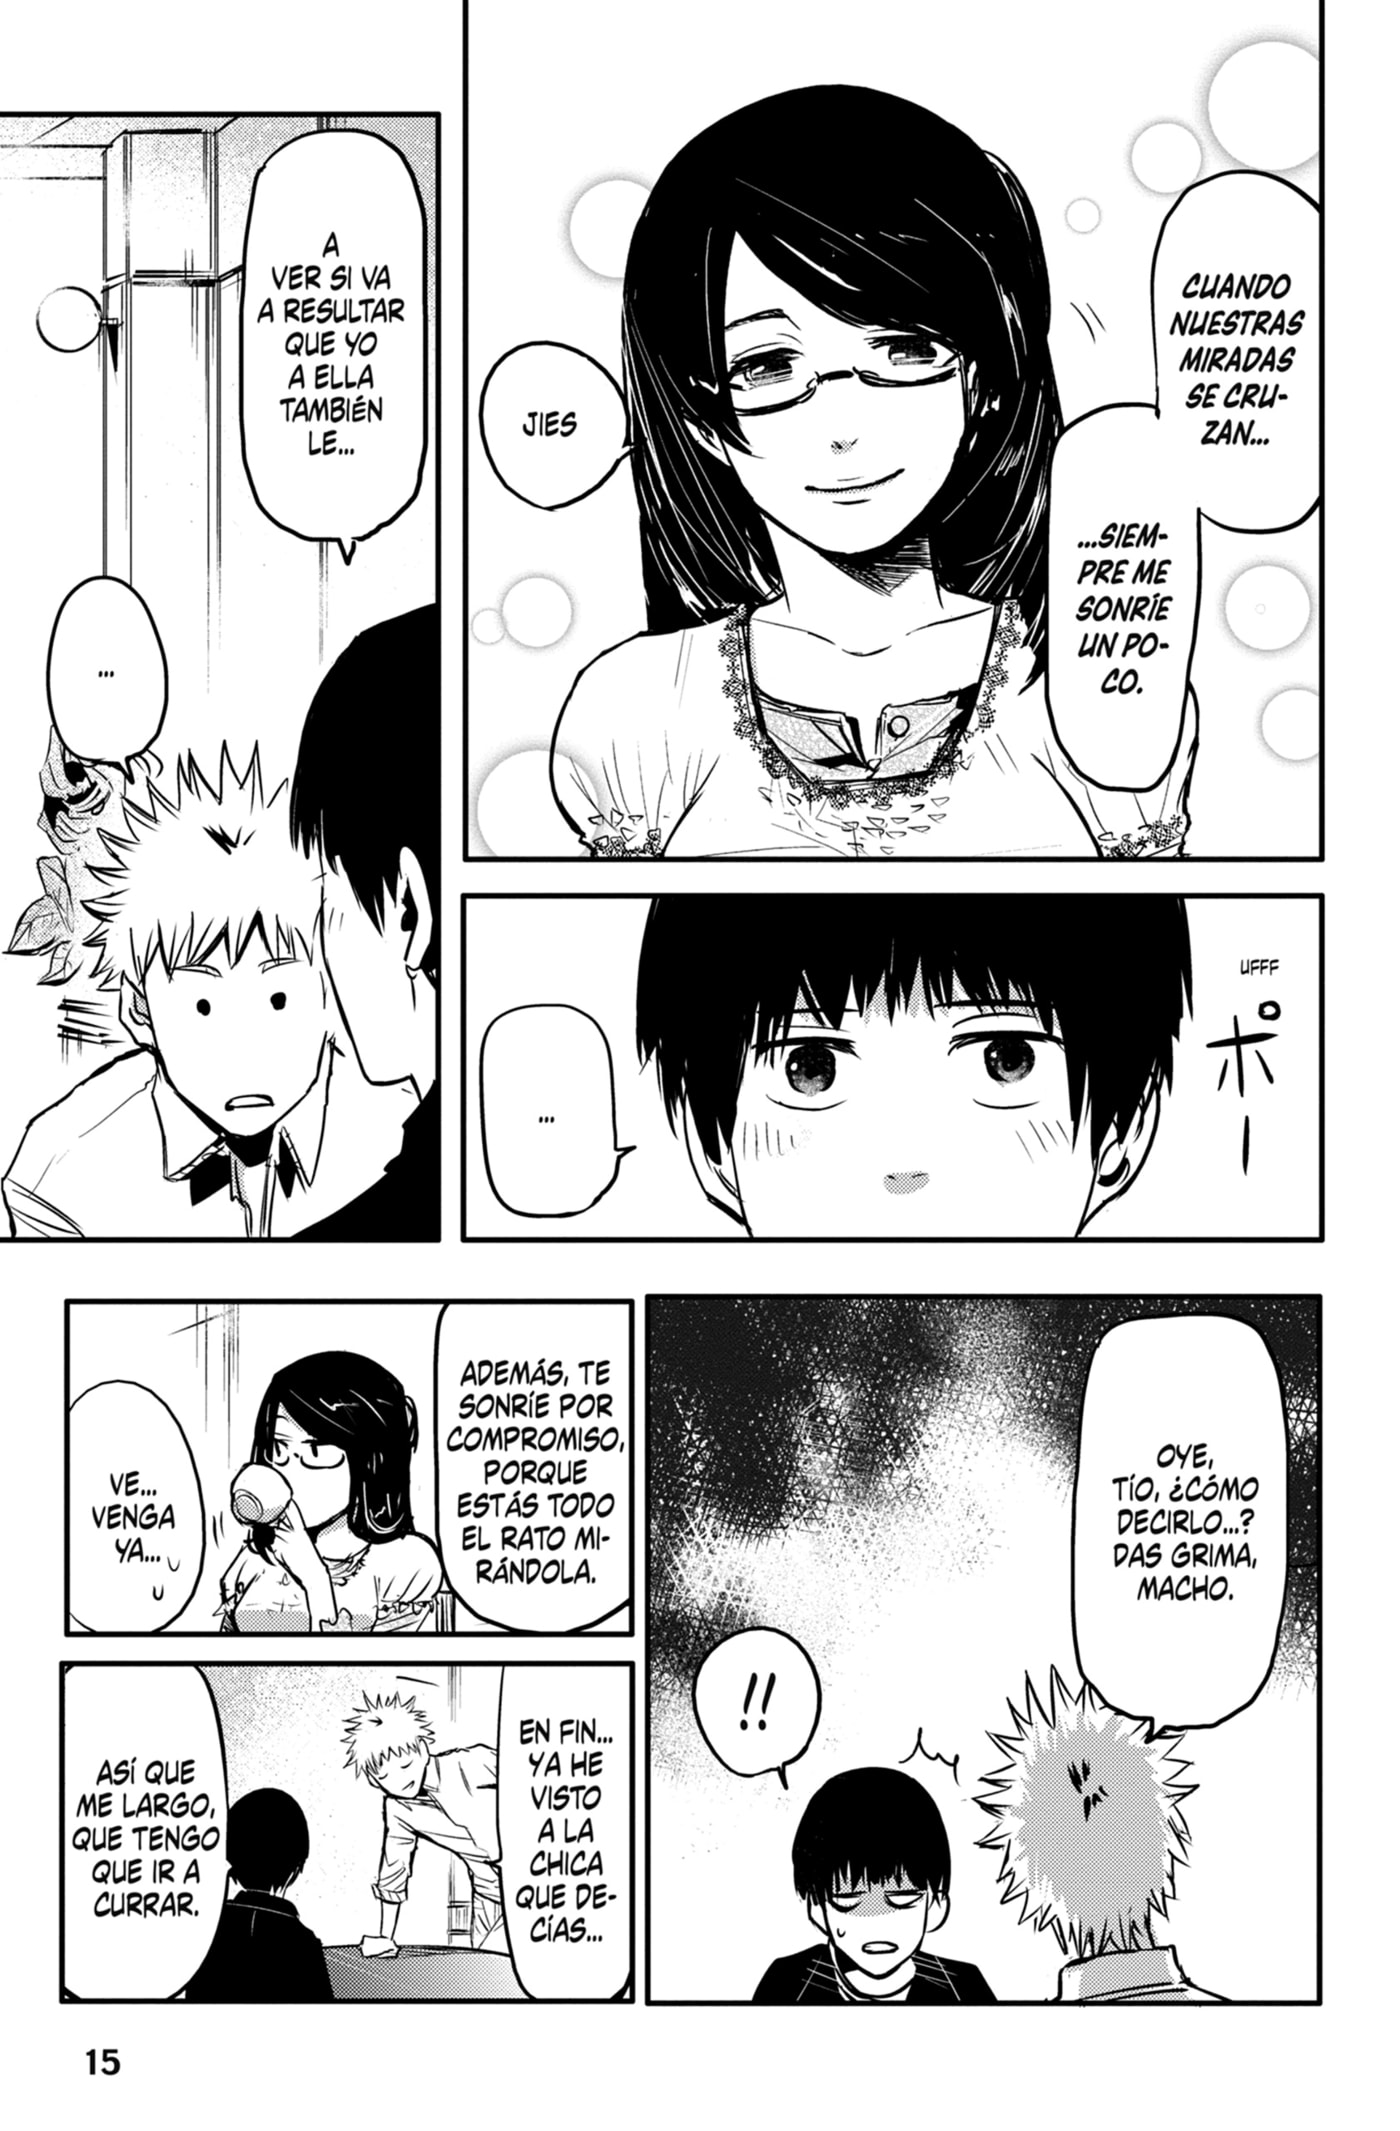 CUANDO
NUESTRAS
MIRADAS
SE CRU-
ZAN...
...SIEM-
PRE ME
SONRÍE
UN PO-
CO.
JIES
UFFF
ポー
...
A
VER SI VA
A RESULTAR
QUE YO
A ELLA
TAMBIÉN
LE...
...
OYE,
TÍO, ¿CÓMO
DECIRLO...?
DAS GRIMA,
MACHO.
!!
ADEMÁS, TE
SONRÍE POR
COMPROMISO,
PORQUE
ESTÁS TODO
EL RATO MI-
RÁNDOLA.
VE...
VENGA
YA...
EN FIN...
YA HE
VISTO
A LA
CHICA
QUE DE-
CÍAS...
ASÍ QUE
ME LARGO,
QUE TENGO
QUE IR A
CURRAR.
15